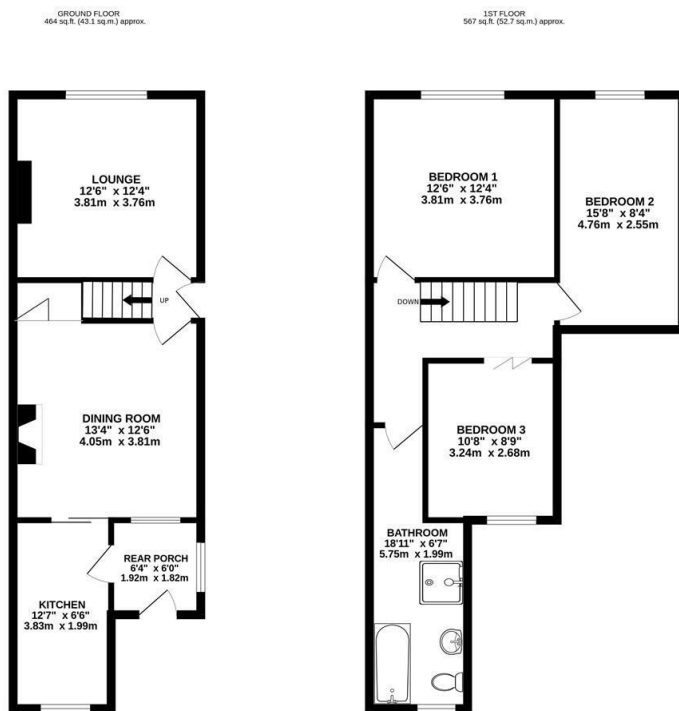 GROUND FLOOR
464 sq.ft. (43.1 sq.m.) approx.
LOUNGE
12'6" x 12'4"
3.81m x 3.76m
UP
DINING ROOM
13'4" x 12'6"
4.05m x 3.81m
REAR PORCH
6'4" x 6'0"
1.92m x 1.82m
KITCHEN
12'7" x 6'6"
3.83m x 1.99m
1ST FLOOR
567 sq.ft. (52.7 sq.m.) approx.
BEDROOM 1
12'6" x 12'4"
3.81m x 3.76m
BEDROOM 2
15'8" x 8'4"
4.76m x 2.55m
DOWN
BEDROOM 3
10'8" x 8'9"
3.24m x 2.68m
BATHROOM
18'11" x 6'7"
5.75m x 1.99m